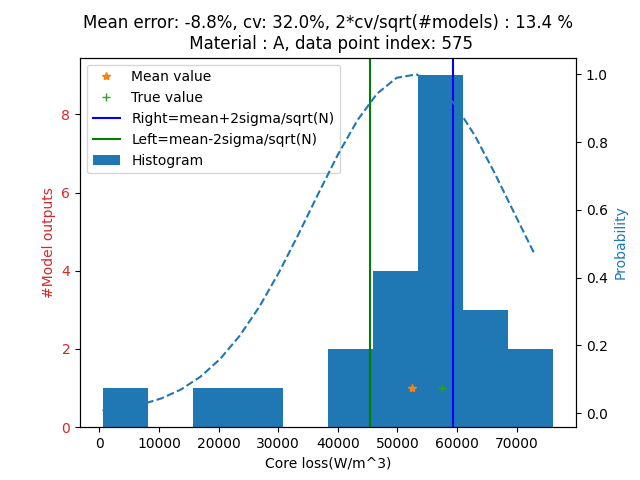 Mean error: -8.8%, cv: 32.0%, 2*cv/sqrt(#models) : 13.4 %
Material : A, data point index: 575
Mean value
True value
Right=mean+2sigma/sqrt(N)
Left=mean-2sigma/sqrt(N)
Histogram
#Model outputs
8
6
4
2
0
1.0
0.8
0.6
0.4
0.2
0.0
Probability
0 10000 20000 30000 40000 50000 60000 70000
Core loss(W/m^3)